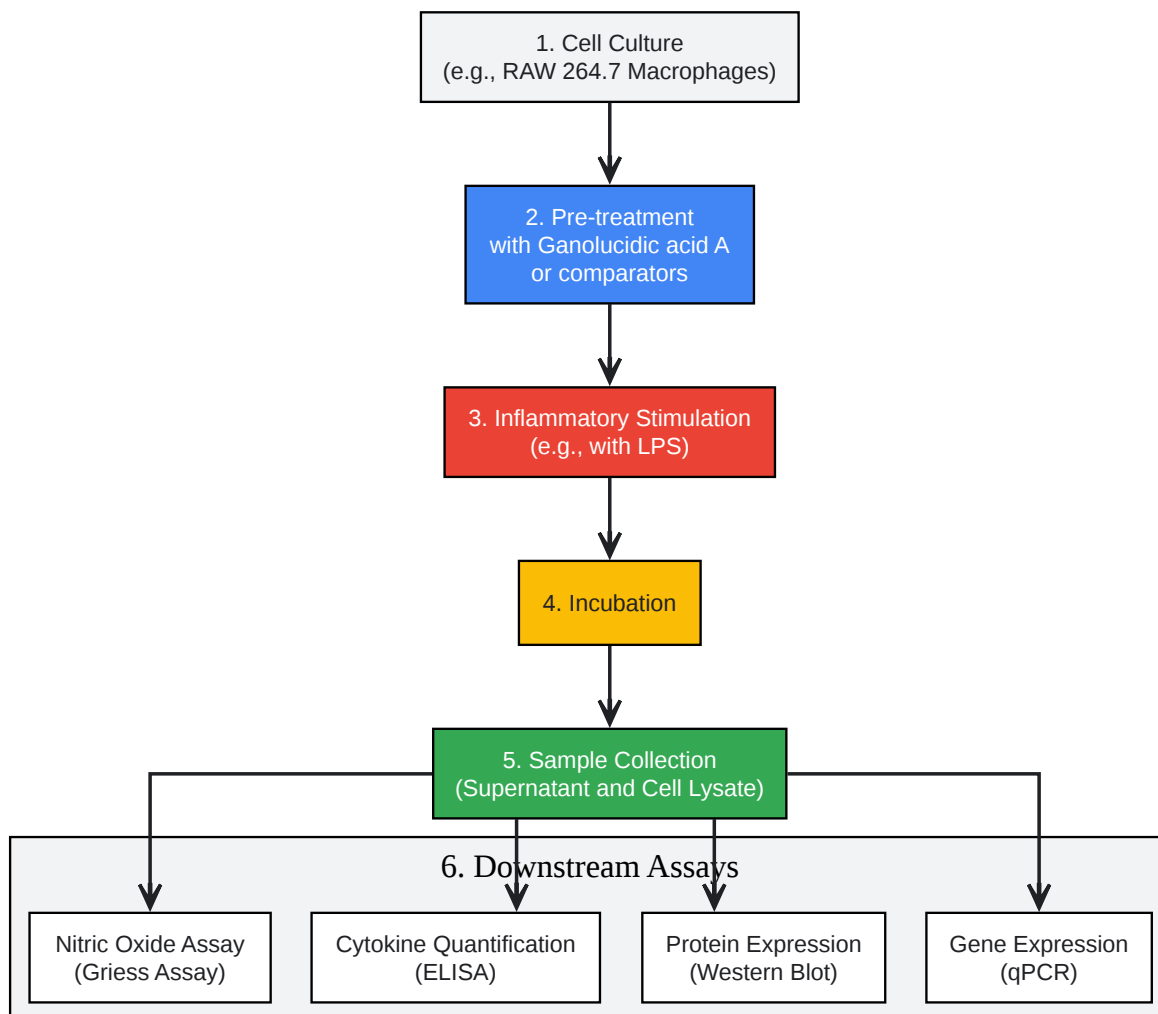 1. Cell Culture
(e.g., RAW 264.7 Macrophages)
2. Pre-treatment
with Ganolucidic acid A
or comparators
3. Inflammatory Stimulation
(e.g., with LPS)
4. Incubation
5. Sample Collection
(Supernatant and Cell Lysate)
6. Downstream Assays
Nitric Oxide Assay
(Griess Assay)
Cytokine Quantification
(ELISA)
Protein Expression
(Western Blot)
Gene Expression
(qPCR)